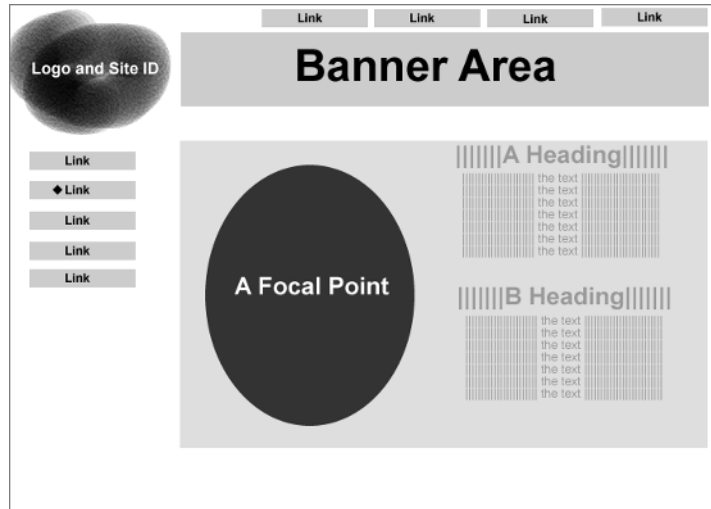 Link
Link
Link
Link
Logo and Site ID
Banner Area
Link
◆Link
Link
Link
Link
A Focal Point
|||||||A Heading|||||||
the text
the text
the text
the text
the text
the text
the text
|||||||B Heading|||||||
the text
the text
the text
the text
the text
the text
the text